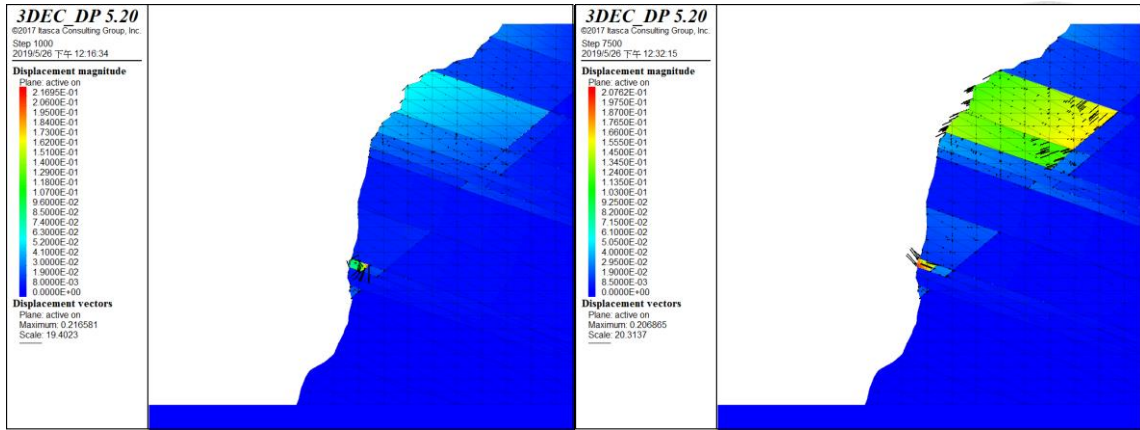 3DEC_DP 5.20
©2017 Itasca Consulting Group, Inc.
Step 1000
2019/5/26 下午 12:16:34
Displacement magnitude
Plane: active on
2.1695E-01
2.0600E-01
1.9500E-01
1.8400E-01
1.7300E-01
1.6200E-01
1.5100E-01
1.4000E-01
1.2900E-01
1.1800E-01
1.0700E-01
9.6000E-02
8.5000E-02
7.4000E-02
6.3000E-02
5.2000E-02
4.1000E-02
3.0000E-02
1.9000E-02
8.0000E-03
0.0000E+00
Displacement vectors
Plane: active on
Maximum: 0.216581
Scale: 19.4023
3DEC_DP 5.20
©2017 Itasca Consulting Group, Inc.
Step 7500
2019/5/26 下午 12:32:15
Displacement magnitude
Plane: active on
2.0762E-01
1.9750E-01
1.8700E-01
1.7650E-01
1.6600E-01
1.5550E-01
1.4500E-01
1.3450E-01
1.2400E-01
1.1350E-01
1.0300E-01
9.2500E-02
8.2000E-02
7.1500E-02
6.1000E-02
5.0500E-02
4.0000E-02
2.9500E-02
1.9000E-02
8.5000E-03
0.0000E+00
Displacement vectors
Plane: active on
Maximum: 0.206865
Scale: 20.3137